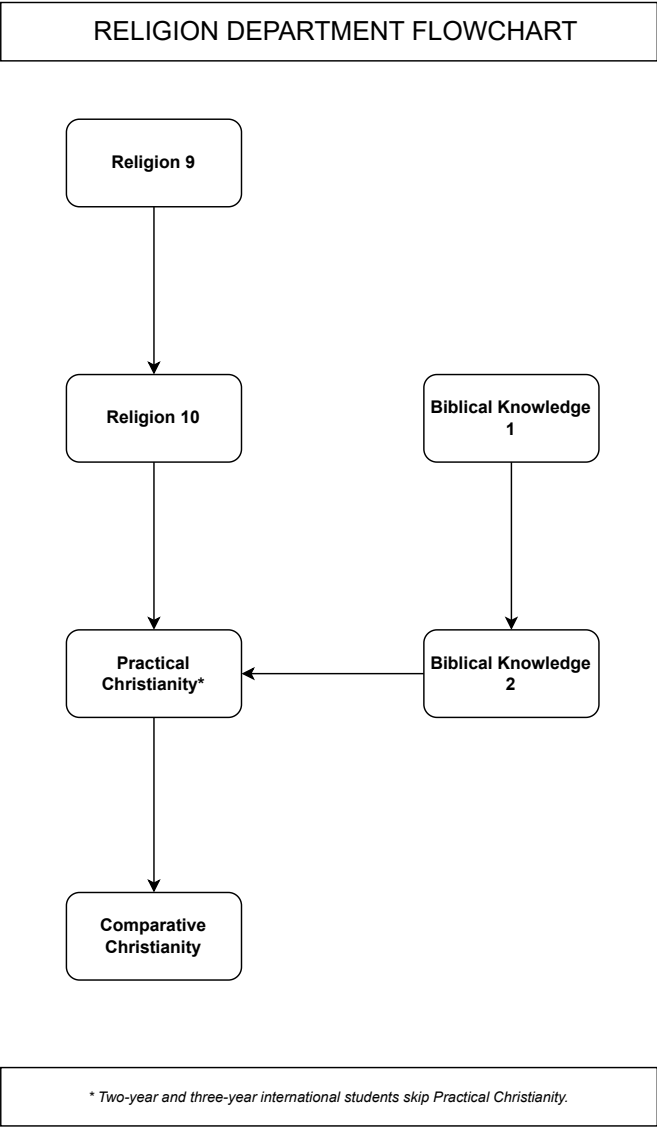 RELIGION DEPARTMENT FLOWCHART
Religion 9
Religion 10
Biblical Knowledge
1
Practical
Christianity*
Biblical Knowledge
2
Comparative
Christianity
* Two-year and three-year international students skip Practical Christianity.